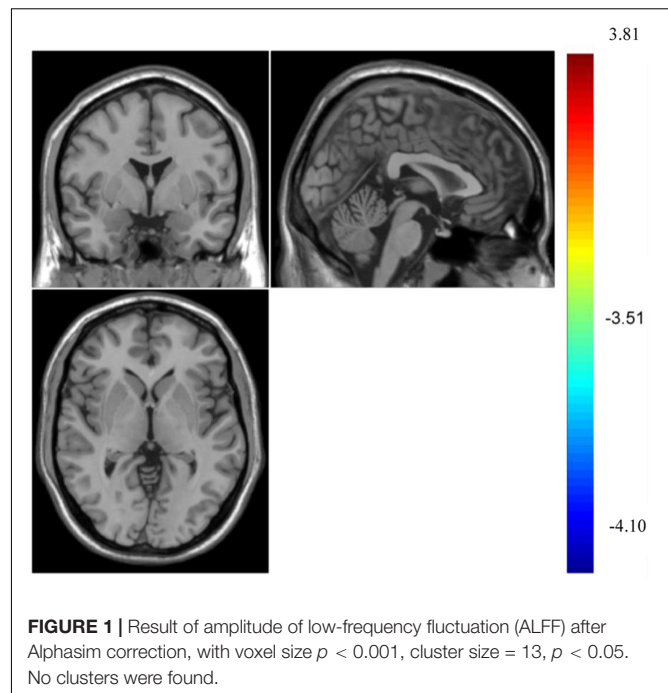 3.81
-3.51
-4.10
FIGURE 1 | Result of amplitude of low-frequency fluctuation (ALFF) after
Alphasim correction, with voxel size p < 0.001, cluster size = 13, p < 0.05.
No clusters were found.